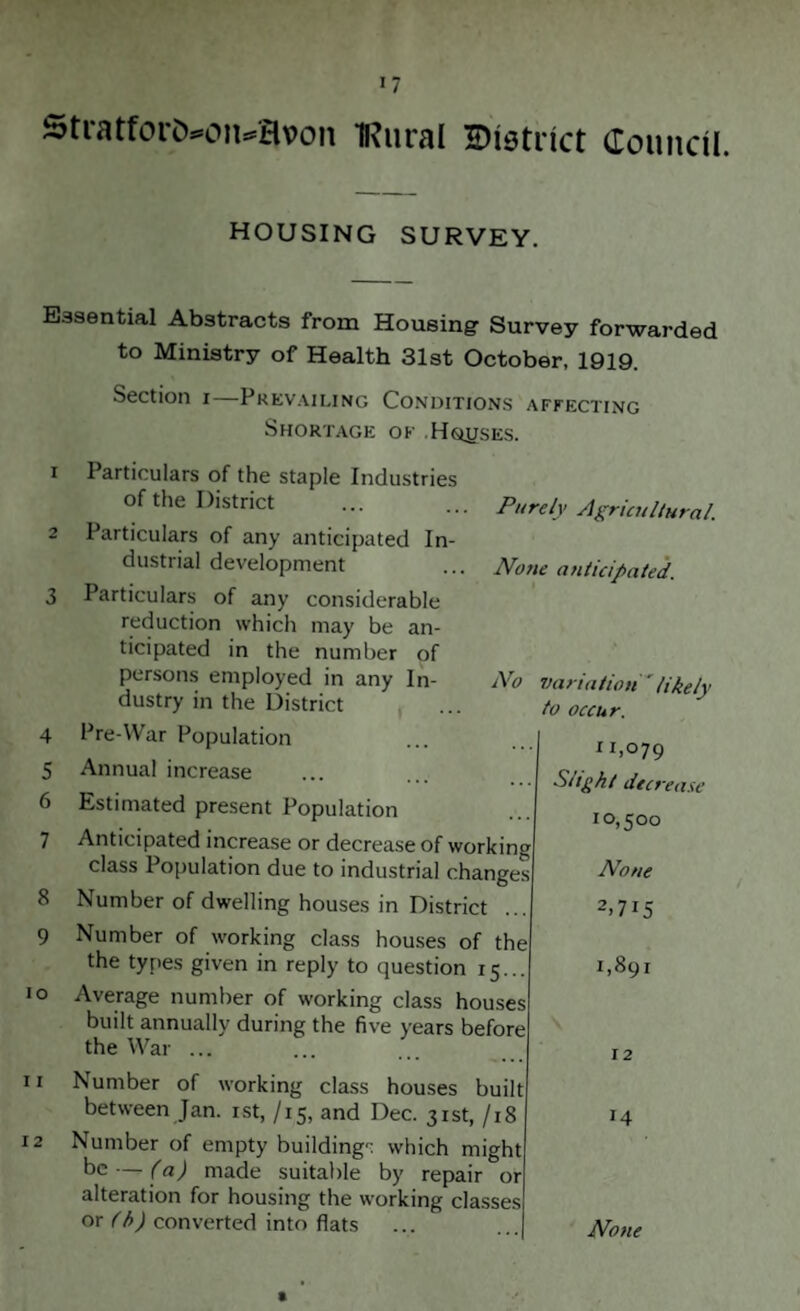 17
Stratford-on-Avon Rural District Council.
HOUSING SURVEY.
Essential Abstracts from Housing Survey forwarded
to Ministry of Health 31st October, 1919.
Section 1—Prevailing Conditions affecting
Shortage of Houses.
1 Particulars of the staple Industries
of the District ... ... Purely Agricultural.
2 Particulars of any anticipated In-
dustrial development ... None anticipated.
3 Particulars of any considerable
reduction which may be an-
ticipated in the number of
persons employed in any In- No variation likely
dustry in the District ... to occur.
4 Pre-War Population ... ... 11,079
5 Annual increase ... ... ... Slight decrease
6 Estimated present Population ... 10,500
7 Anticipated increase or decrease of working
class Population due to industrial changes None
8 Number of dwelling houses in District ... 2,715
9 Number of working class houses of the
the types given in reply to question 15... 1,891
10 Average number of working class houses
built annually during the five years before
the War ... ... ... ... 12
11 Number of working class houses built
between Jan. 1st, /15, and Dec. 31st, /18 14
12 Number of empty buildings which might
be — (a) made suitable by repair or
alteration for housing the working classes
or (b) converted into flats ... ... None